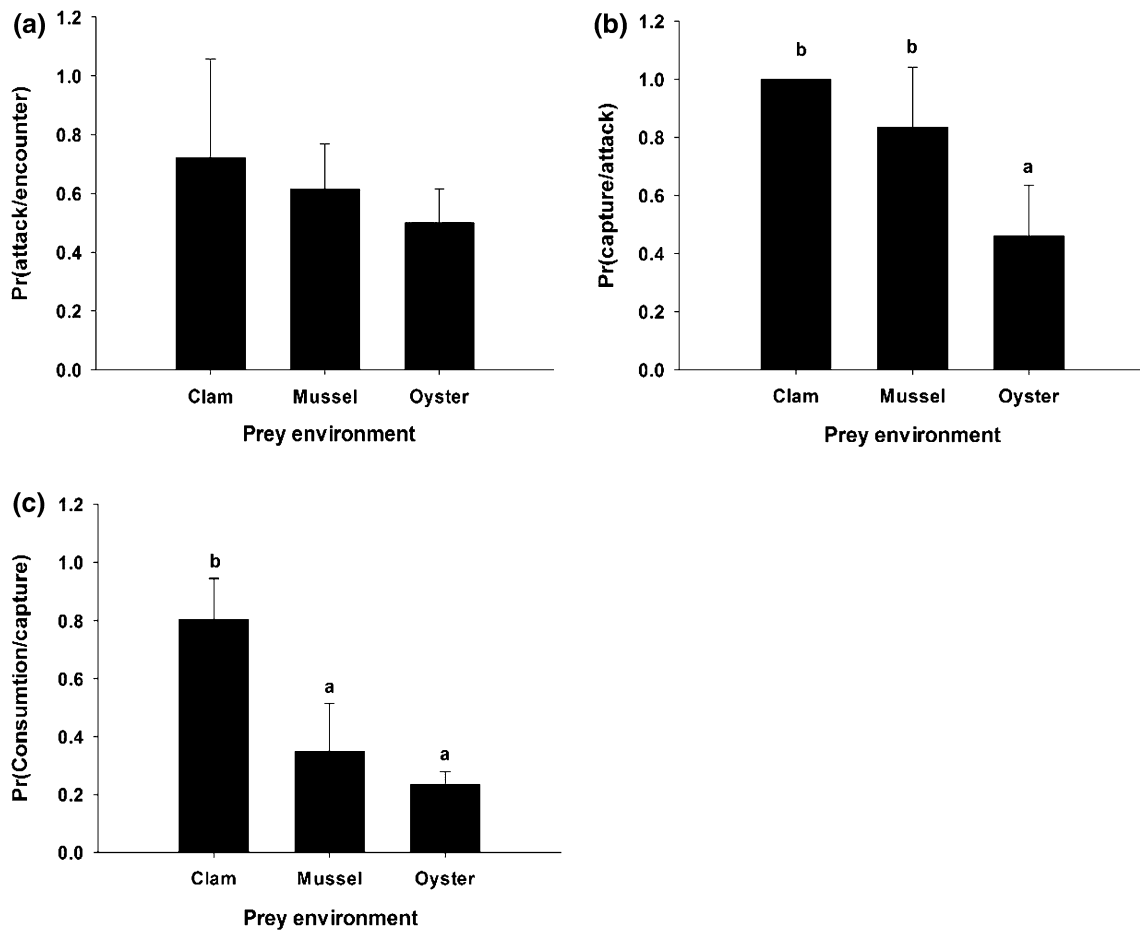 (a)
1.2
1.0
0.8
0.6
0.4
0.2
0.0
Pr(attack/encounter)
Clam Mussel Oyster
Prey environment
(b)
1.2
1.0
0.8
0.6
0.4
0.2
0.0
Pr(capture/attack)
b b a
Clam Mussel Oyster
Prey environment
(c)
1.2
1.0
0.8
0.6
0.4
0.2
0.0
Pr(Consumtion/capture)
b a a
Clam Mussel Oyster
Prey environment